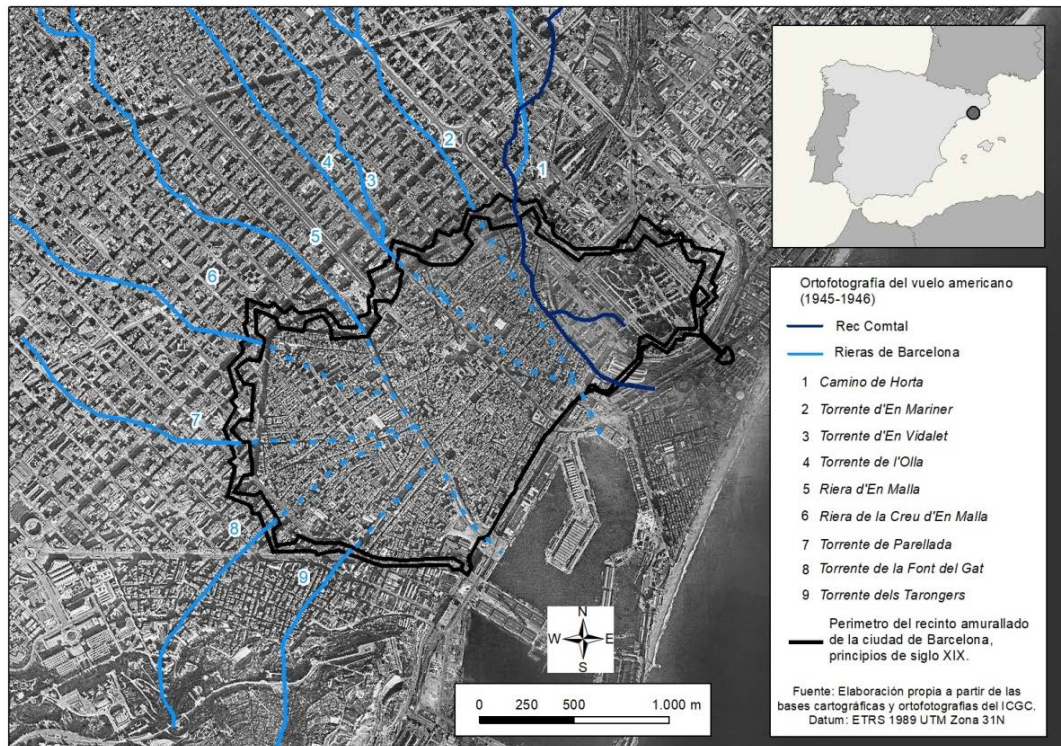 2
1
4
3
5
6
7
8
9
N
W E
S
0 250 500 1.000 m
Ortofotografía del vuelo americano
(1945-1946)
Rec Comtal
Rieras de Barcelona
1 Camino de Horta
2 Torrente d'En Mariner
3 Torrente d'En Vidalet
4 Torrente de l'Olla
5 Riera d'En Malla
6 Riera de la Creu d'En Malla
7 Torrente de Parellada
8 Torrente de la Font del Gat
9 Torrente dels Tarongers
Perimetro del recinto amurallado
de la ciudad de Barcelona,
principios de siglo XIX.
Fuente: Elaboración propia a partir de las
bases cartográficas y ortofotografias del ICGC.
Datum: ETRS 1989 UTM Zona 31N